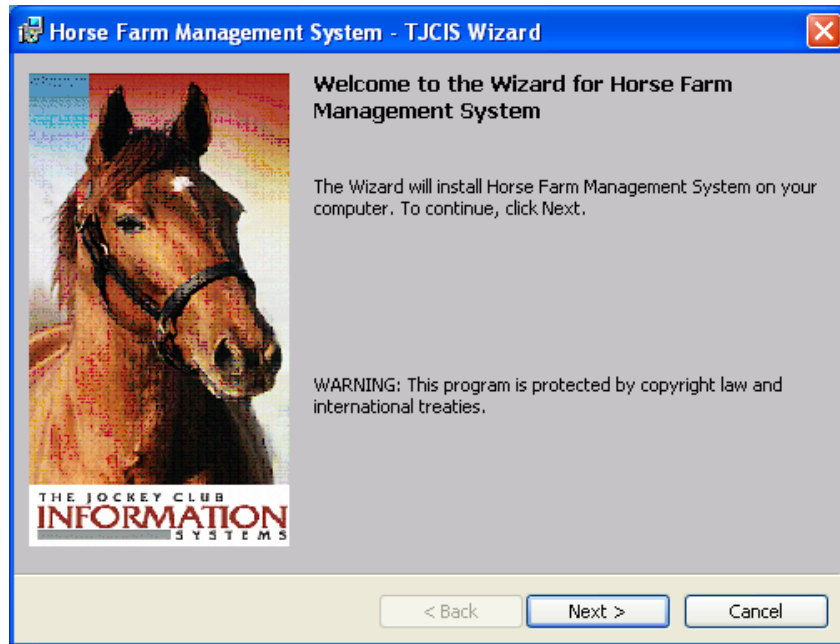 Horse Farm Management System - TJCIS Wizard
Welcome to the Wizard for Horse Farm
Management System
The Wizard will install Horse Farm Management System on your
computer. To continue, click Next.
WARNING: This program is protected by copyright law and
international treaties.
THE JOCKEY CLUB
INFORMATION
SYSTEMS
< Back
Next >
Cancel